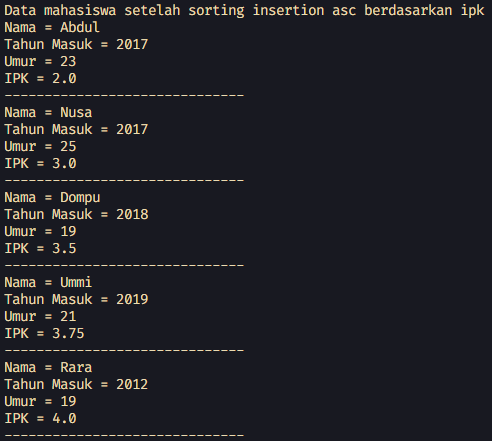 Data mahasiswa setelah sorting insertion asc berdasarkan ipk
Nama = Abdul
Tahun Masuk = 2017
Umur = 23
IPK = 2.0
------------------------------
Nama = Nusa
Tahun Masuk = 2017
Umur = 25
IPK = 3.0
------------------------------
Nama = Dompu
Tahun Masuk = 2018
Umur = 19
IPK = 3.5
------------------------------
Nama = Ummi
Tahun Masuk = 2019
Umur = 21
IPK = 3.75
------------------------------
Nama = Rara
Tahun Masuk = 2012
Umur = 19
IPK = 4.0
------------------------------